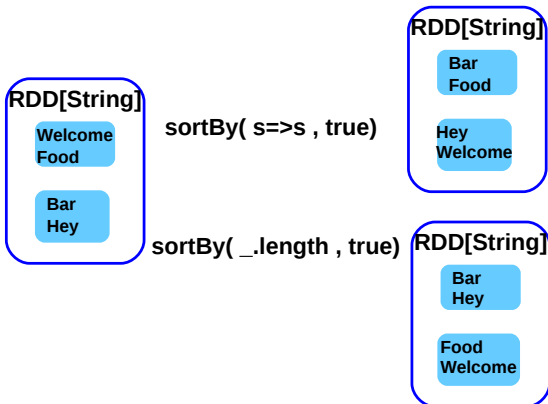 RDD[String]
Welcome
Food
Bar
Hey
sortBy( s=>s , true)
RDD[String]
Bar
Food
Hey
Welcome
sortBy( _.length , true)
RDD[String]
Bar
Hey
Food
Welcome